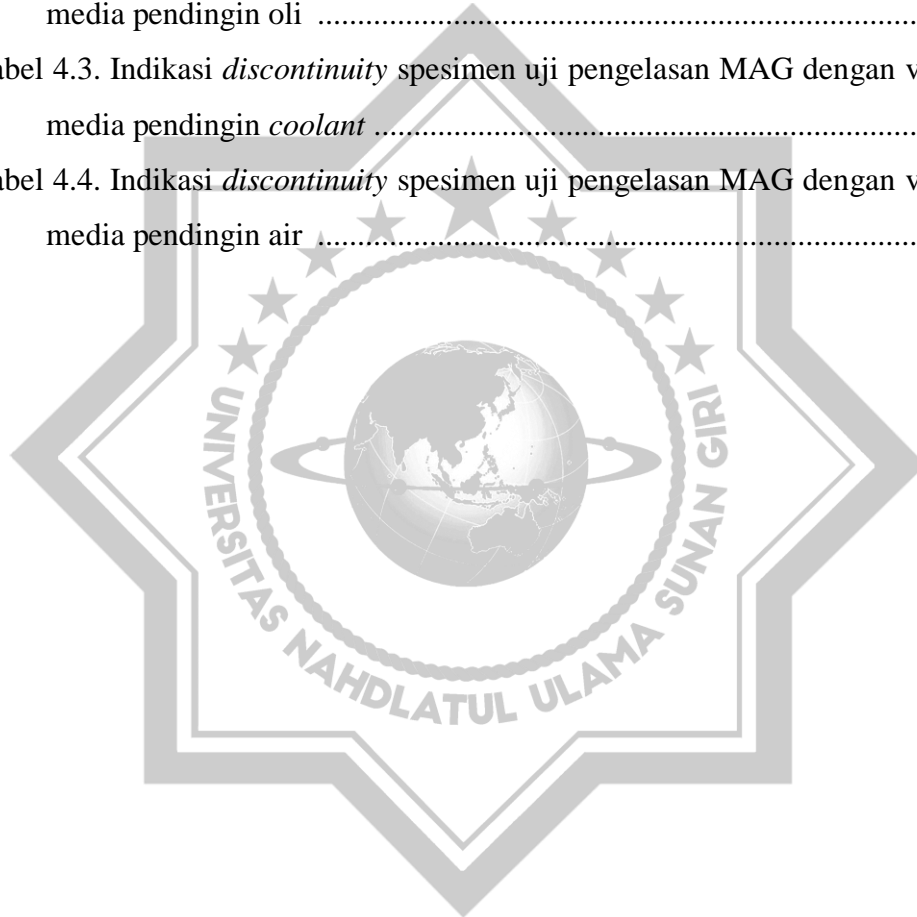 media pendingin oli ..........................................................................
abel 4.3. Indikasi discontinuity spesimen uji pengelasan MAG dengan v
media pendingin coolant ....................................................................
abel 4.4. Indikasi discontinuity spesimen uji pengelasan MAG dengan v
media pendingin air ..........................................................................
UNIVERSITAS NAHDLATUL ULAMA SUNAN GIRI